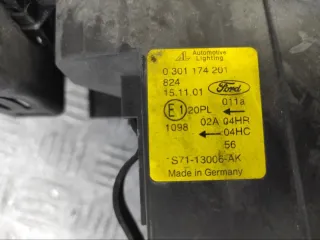 Automotive
Lighting
0 301 174 201
824
15.11.01 Ford
E1 20PL 011a
02A 04HR
1098 04HC
56
1S71-13006-AK
Made in Germany